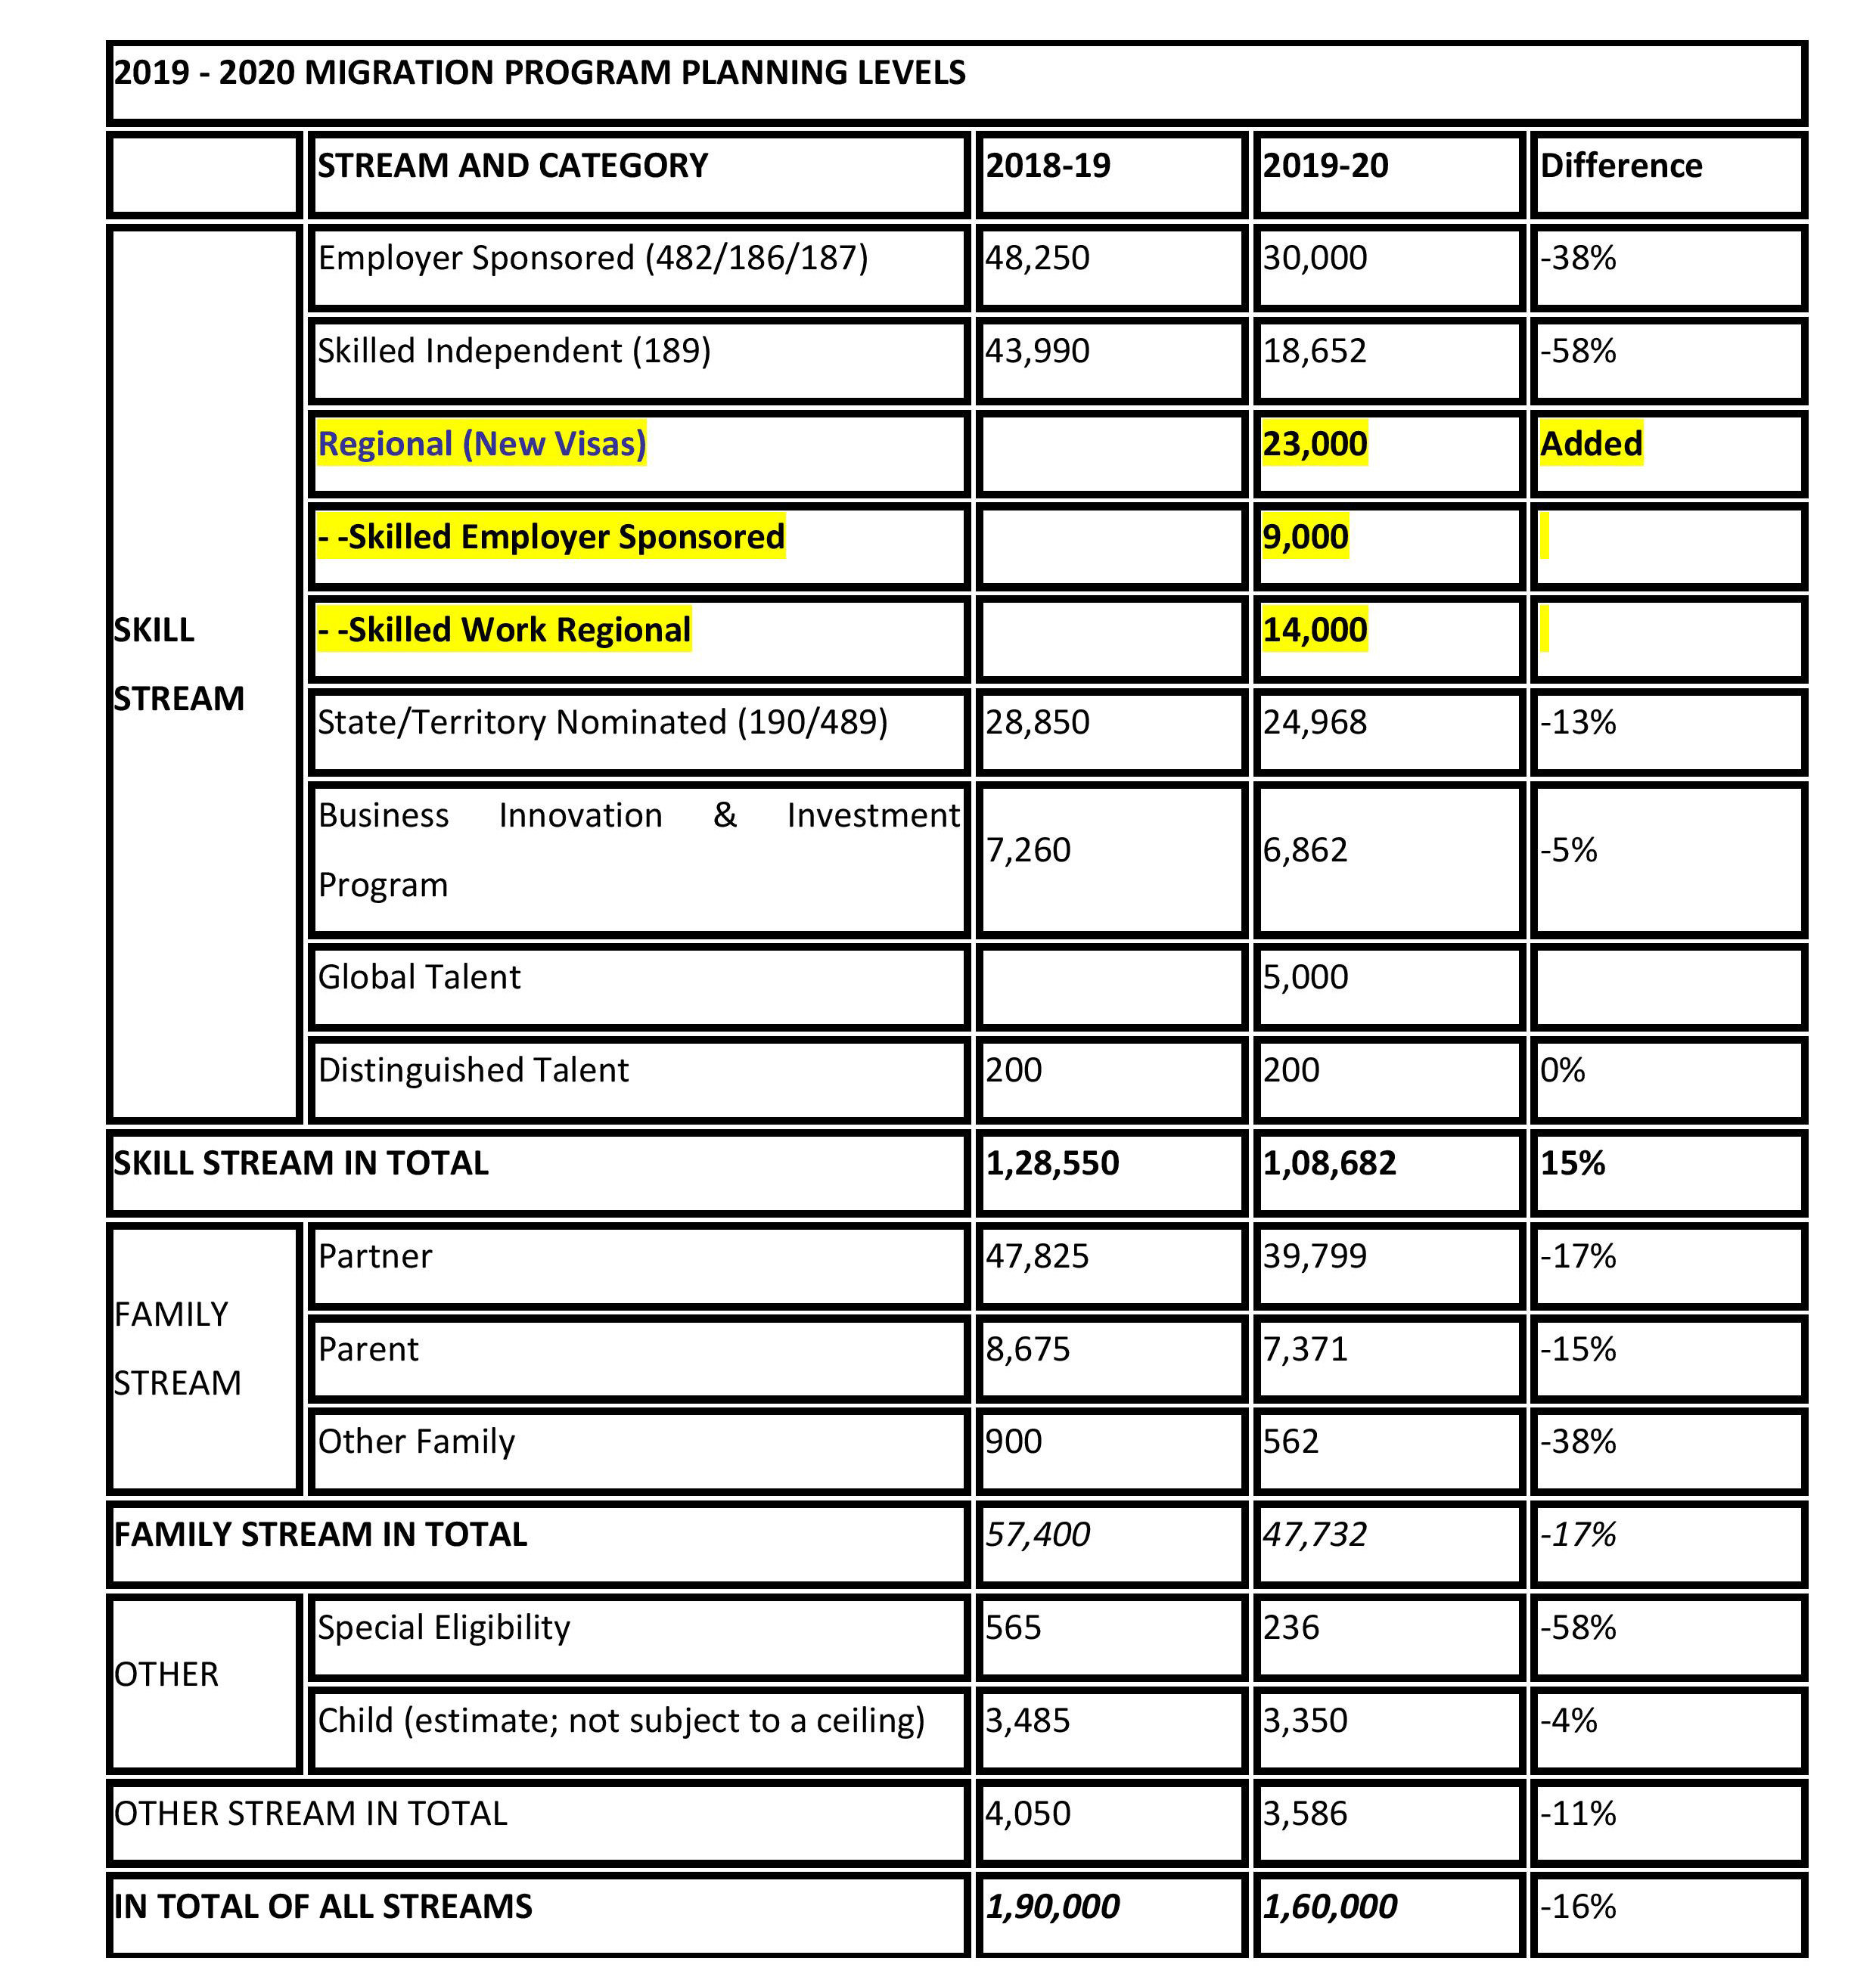 2019 - 2020 MIGRATION PROGRAM PLANNING LEVELS
STREAM AND CATEGORY 2018-19 2019-20 Difference
SKILL
STREAM
Employer Sponsored (482/186/187) 48,250 30,000 -38%
Skilled Independent (189) 43,990 18,652 -58%
Regional (New Visas) 23,000 Added
- -Skilled Employer Sponsored 9,000
- -Skilled Work Regional 14,000
State/Territory Nominated (190/489) 28,850 24,968 -13%
Business Innovation & Investment
Program 7,260 6,862 -5%
Global Talent 5,000
Distinguished Talent 200 200 0%
SKILL STREAM IN TOTAL 1,28,550 1,08,682 15%
FAMILY
STREAM
Partner 47,825 39,799 -17%
Parent 8,675 7,371 -15%
Other Family 900 562 -38%
FAMILY STREAM IN TOTAL 57,400 47,732 -17%
OTHER
Special Eligibility 565 236 -58%
Child (estimate; not subject to a ceiling) 3,485 3,350 -4%
OTHER STREAM IN TOTAL 4,050 3,586 -11%
IN TOTAL OF ALL STREAMS 1,90,000 1,60,000 -16%